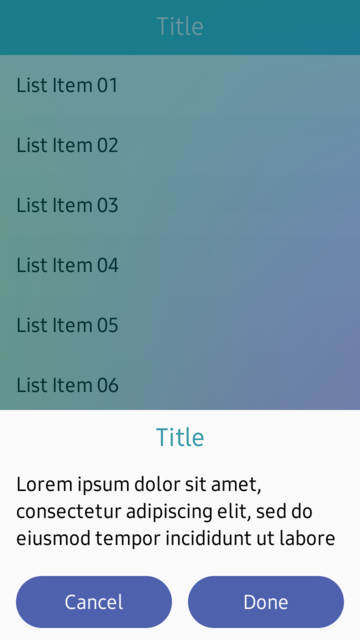 Title
List Item 01
List Item 02
List Item 03
List Item 04
List Item 05
List Item 06
Title
Lorem ipsum dolor sit amet,
consectetur adipiscing elit, sed do
eiusmod tempor incididunt ut labore
Cancel
Done